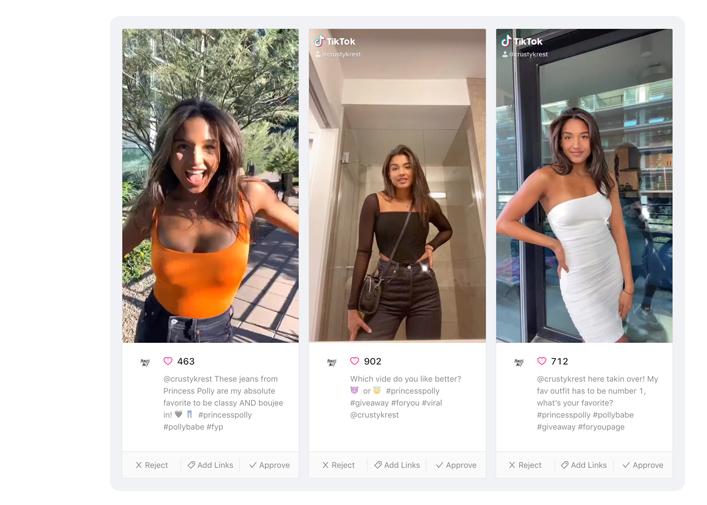 TikTok
@crustykrest
TikTok
@crustykrest
463
@crustykrest These jeans from
Princess Polly are my absolute
favorite to be classy AND boujee
in! 🖤 👖 #princesspolly
#pollybabe #fyp
Reject
Add Links
Approve
902
Which vide do you like better?
😈 or 😇 #princesspolly
#giveaway #foryou #viral
@crustykrest
Reject
Add Links
Approve
712
@crustykrest here takin over! My
fav outfit has to be number 1,
what's your favorite?
#princesspolly #pollybabe
#giveaway #foryoupage
Reject
Add Links
Approve